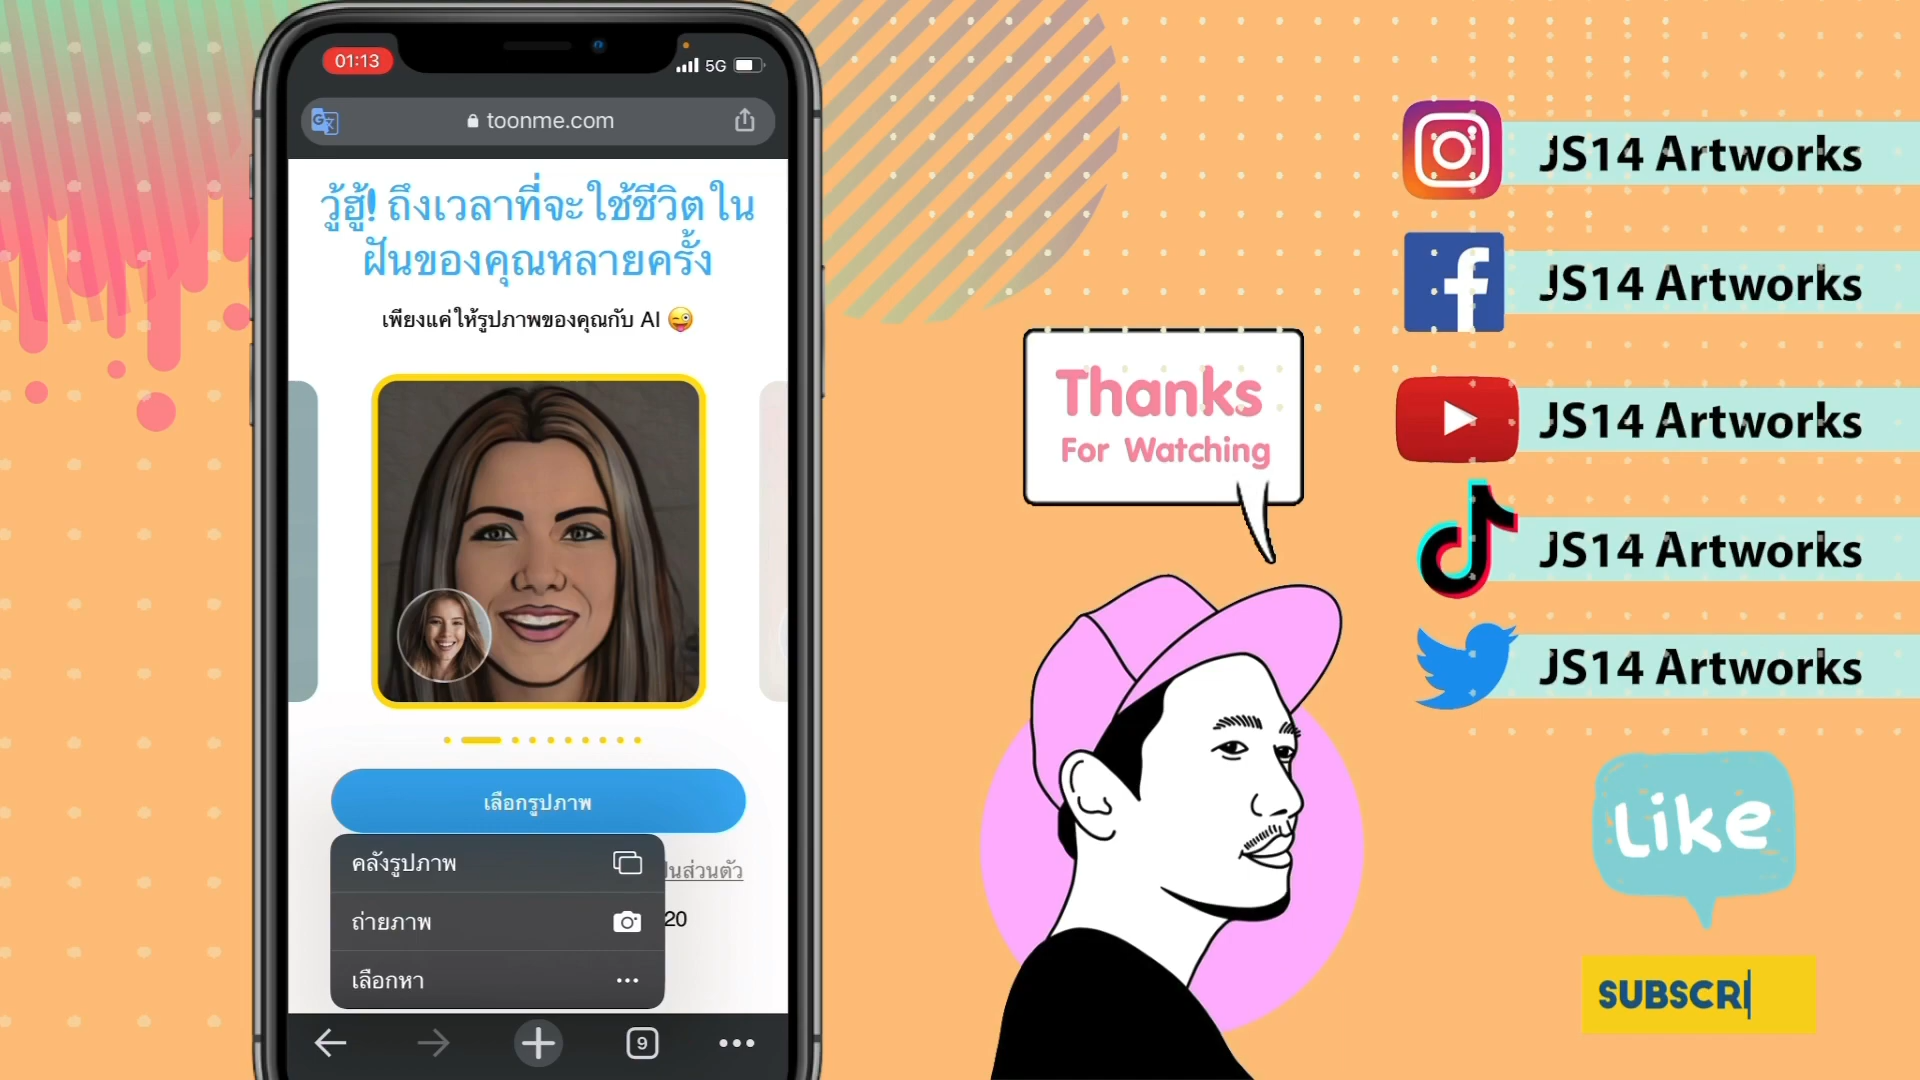 01:13
5G
toonme.com
วู้ฮู้! ถึงเวลาที่จะใช้ชีวิตใน
ฝันของคุณหลายครั้ง
เพียงแค่ให้รูปภาพของคุณกับ AI 😜
เลือกรูปภาพ
คลังรูปภาพ
ป็นส่วนตัว
ถ่ายภาพ
20
เลือกหา
9
Thanks
For Watching
JS14 Artworks
JS14 Artworks
JS14 Artworks
JS14 Artworks
JS14 Artworks
Like
SUBSCRI